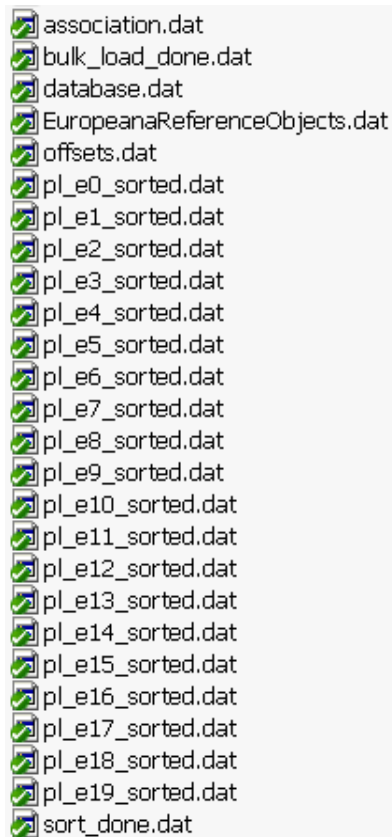 association.dat
bulk_load_done.dat
database.dat
EuropeanaReferenceObjects.dat
offsets.dat
pl_e0_sorted.dat
pl_e1_sorted.dat
pl_e2_sorted.dat
pl_e3_sorted.dat
pl_e4_sorted.dat
pl_e5_sorted.dat
pl_e6_sorted.dat
pl_e7_sorted.dat
pl_e8_sorted.dat
pl_e9_sorted.dat
pl_e10_sorted.dat
pl_e11_sorted.dat
pl_e12_sorted.dat
pl_e13_sorted.dat
pl_e14_sorted.dat
pl_e15_sorted.dat
pl_e16_sorted.dat
pl_e17_sorted.dat
pl_e18_sorted.dat
pl_e19_sorted.dat
sort_done.dat